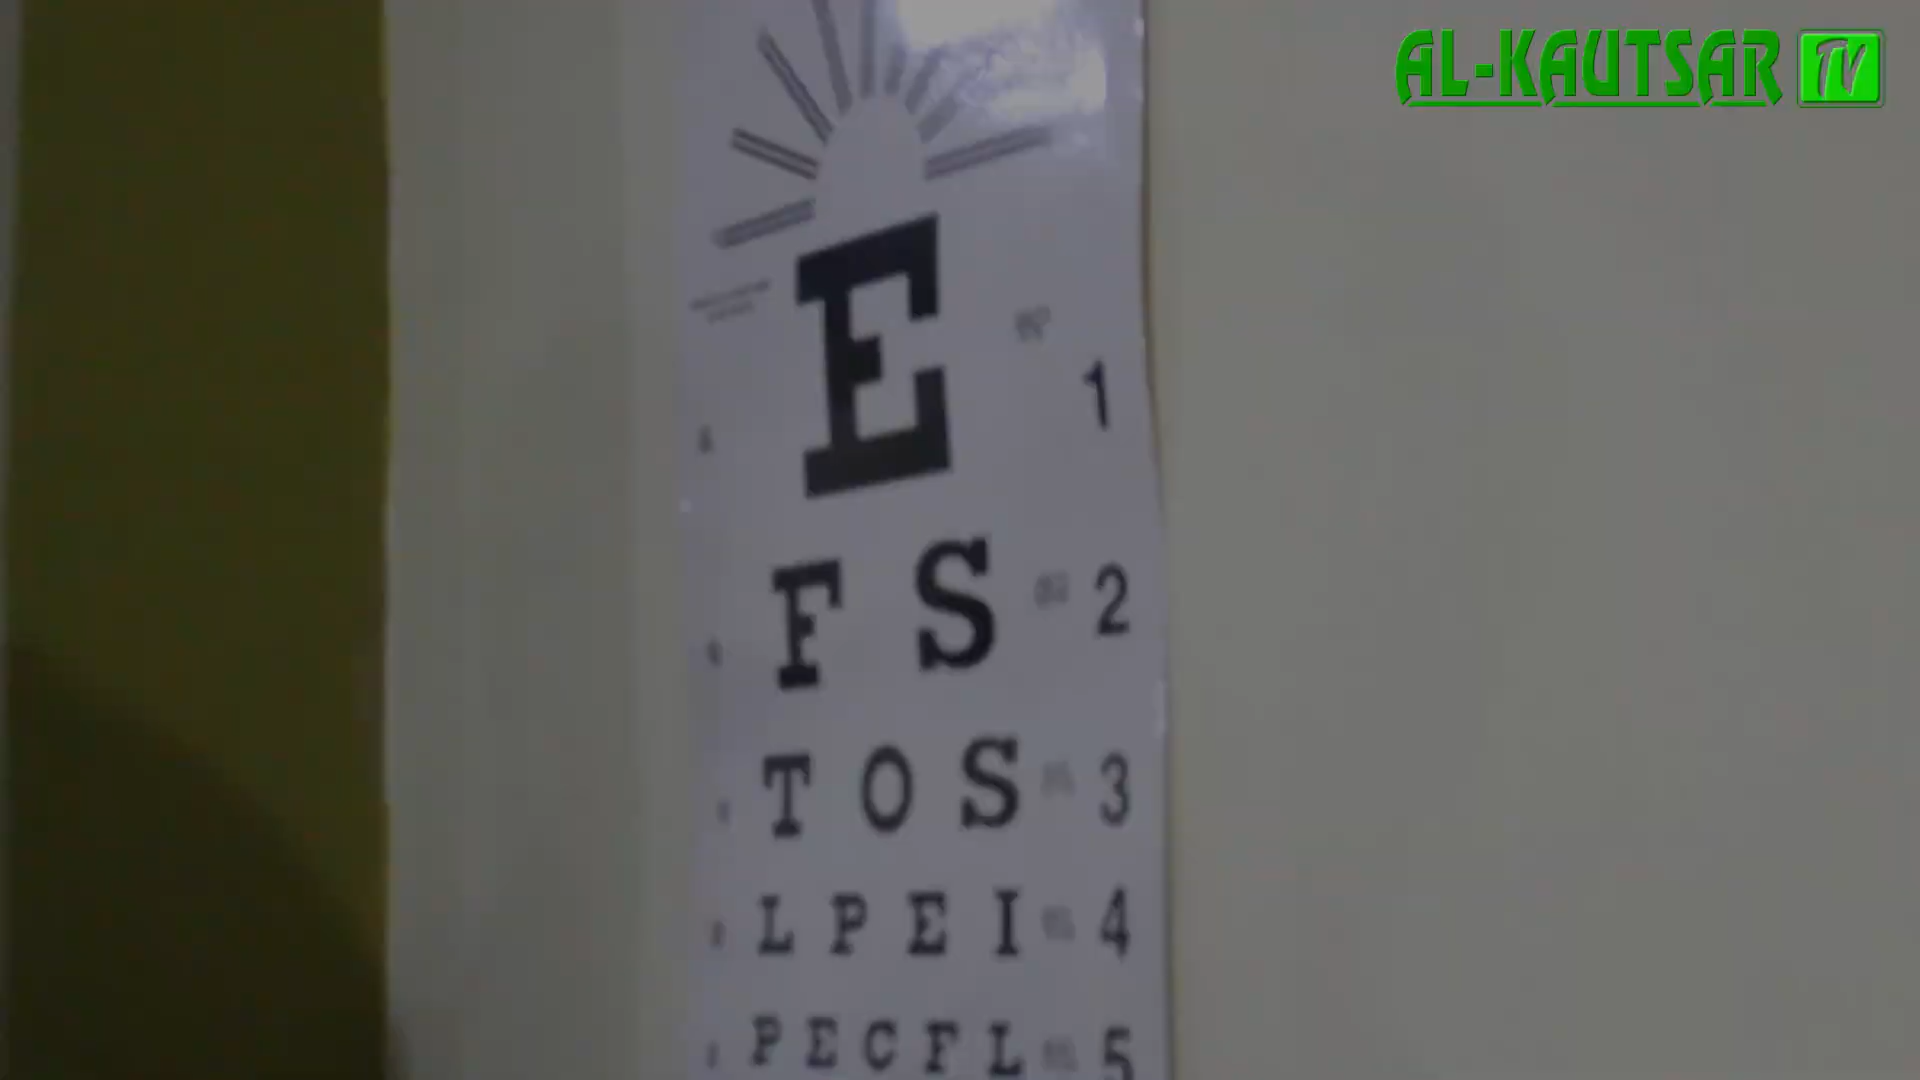 AL-KAUTSAR TV
E 1
F S 2
T O S 3
L P E I 4
P E C F L 5